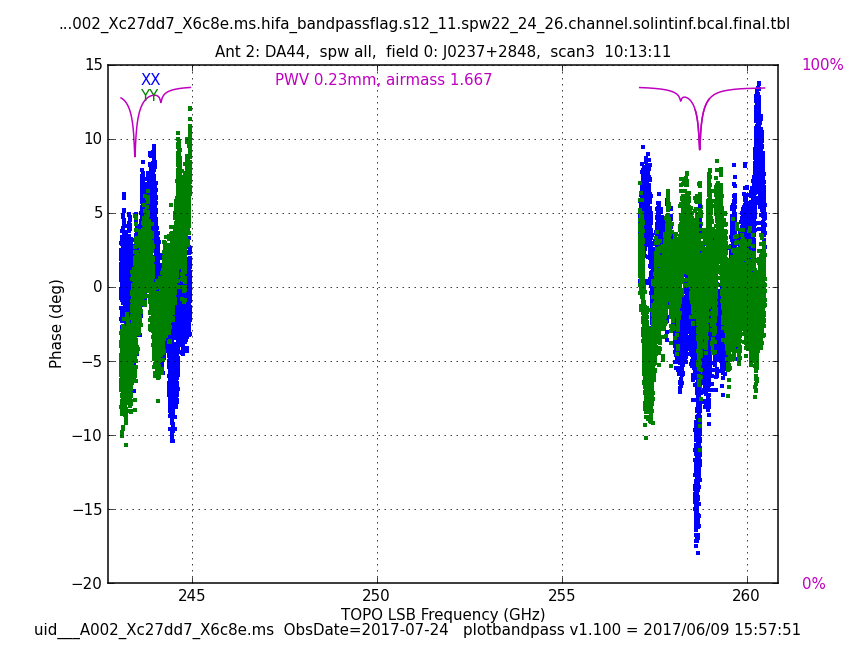 ...002_Xc27dd7_X6c8e.ms.hifa_bandpassflag.s12_11.spw22_24_26.channel.solintinf.bcal.final.tbl
Ant 2: DA44, spw all, field 0: J0237+2848, scan3 10:13:11
15
100%
XX
PWV 0.23mm, airmass 1.667
YY
10
5
0
Phase (deg)
−5
−10
−15
−20
0%
245
250
255
260
TOPO LSB Frequency (GHz)
uid___A002_Xc27dd7_X6c8e.ms ObsDate=2017-07-24 plotbandpass v1.100 = 2017/06/09 15:57:51